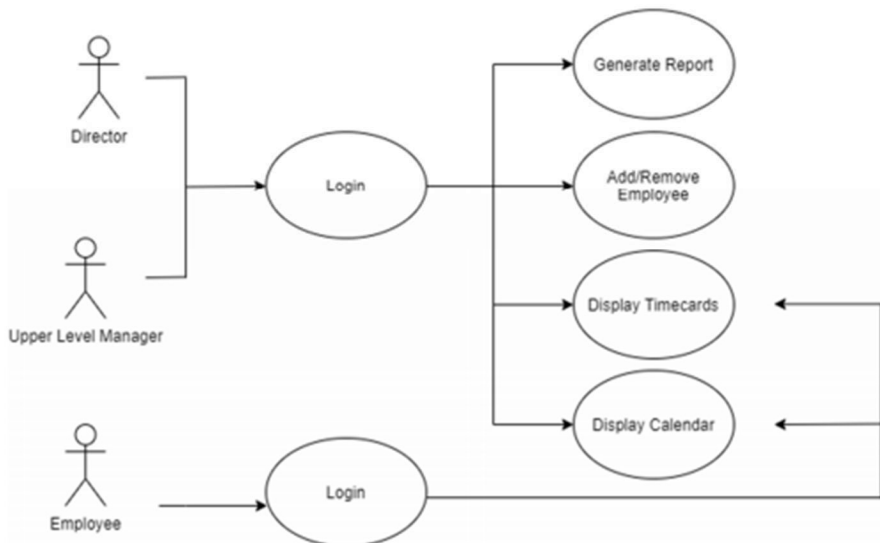 Generate Report
Director
Login
Add/Remove
Employee
Display Timecards
Upper Level Manager
Display Calendar
Login
Employee